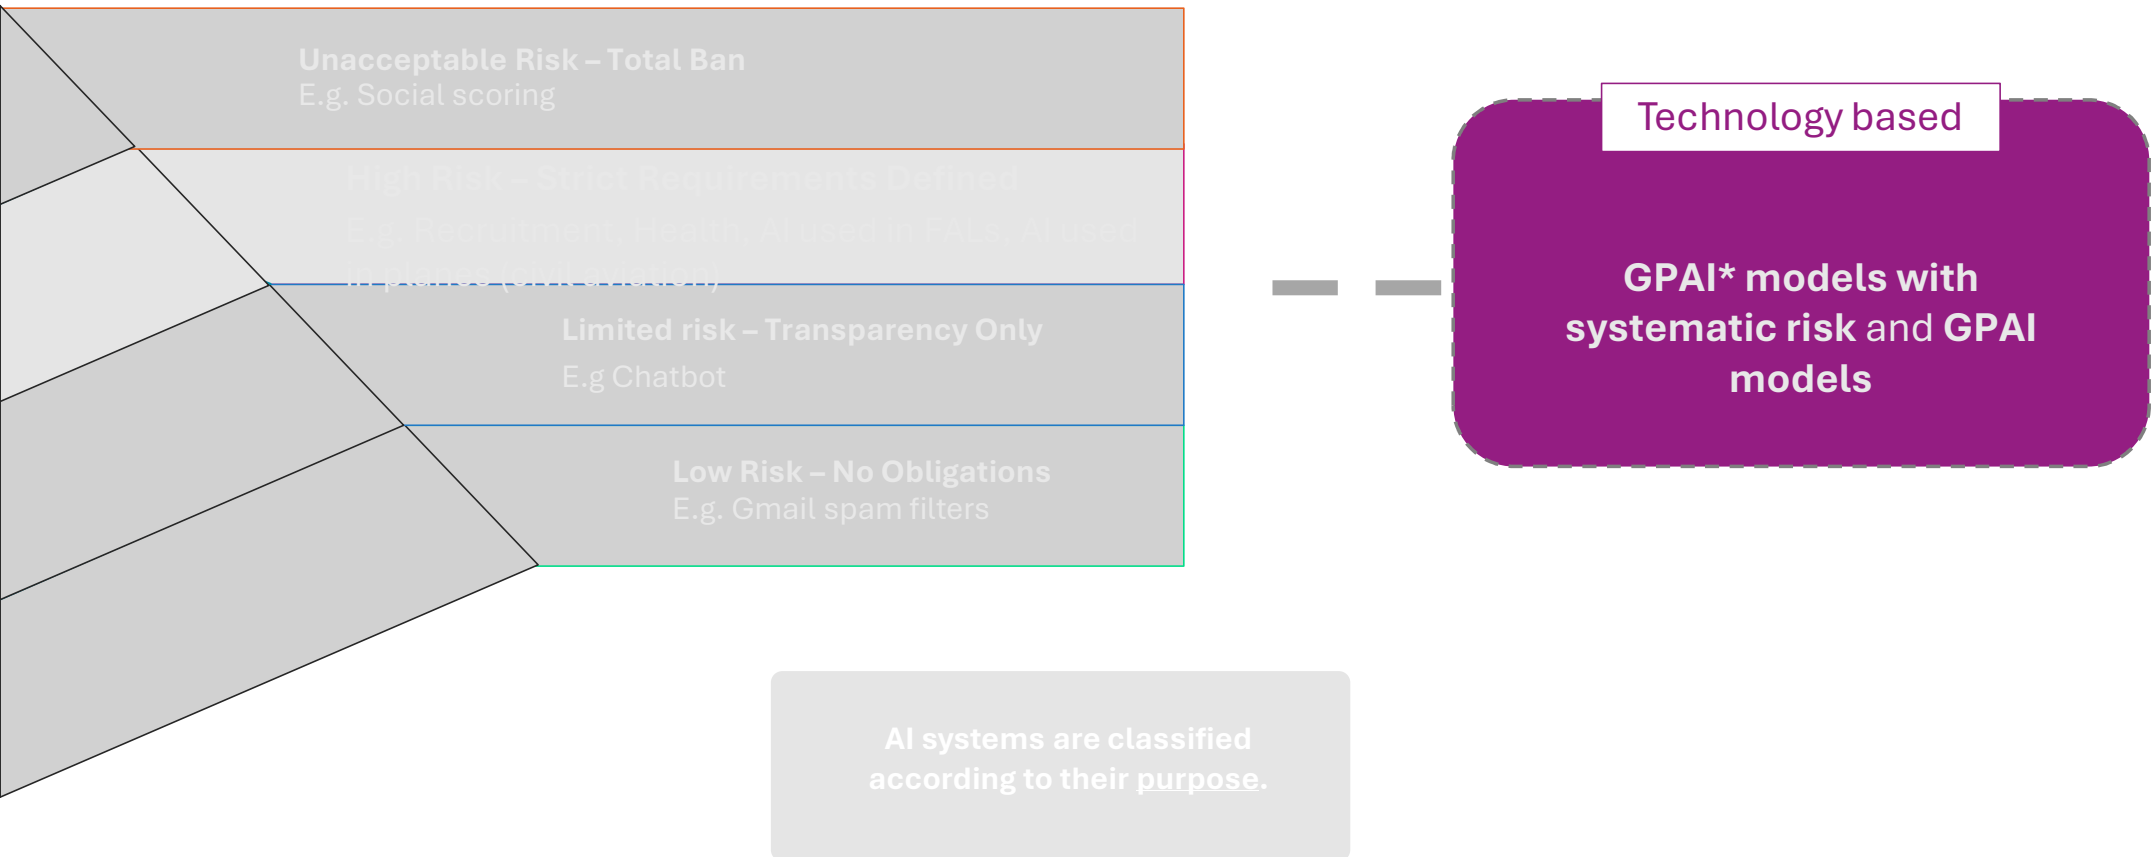 Unacceptable Risk – Total Ban
E.g. Social scoring
High Risk – Strict Requirements Defined
E.g. Recruitment, Health, AI used in FALs, AI used
in planes (civil aviation)
Limited risk – Transparency Only
E.g Chatbot
Low Risk – No Obligations
E.g. Gmail spam filters
Technology based
GPAI* models with
systematic risk and GPAI
models
AI systems are classified
according to their purpose.